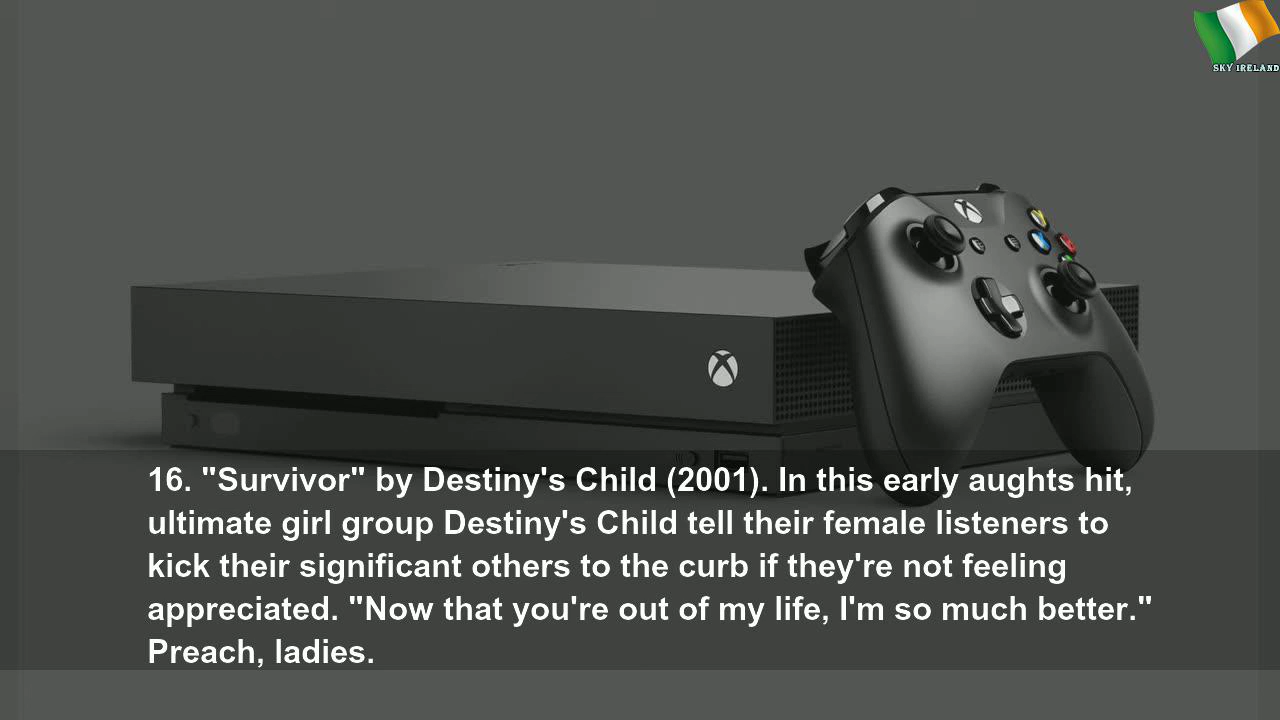 SKY IRELAND
16. "Survivor" by Destiny's Child (2001). In this early aughts hit,
ultimate girl group Destiny's Child tell their female listeners to
kick their significant others to the curb if they're not feeling
appreciated. "Now that you're out of my life, I'm so much better."
Preach, ladies.